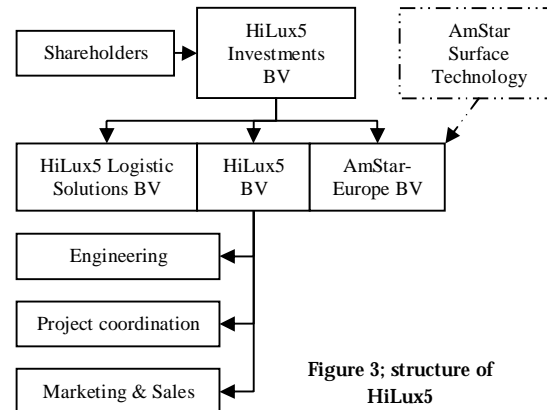 Shareholders
HiLux5
Investments
BV
AmStar
Surface
Technology
HiLux5 Logistic
Solutions BV
HiLux5
BV
AmStar-
Europe BV
Engineering
Project coordination
Marketing & Sales
Figure 3; structure of
HiLux5